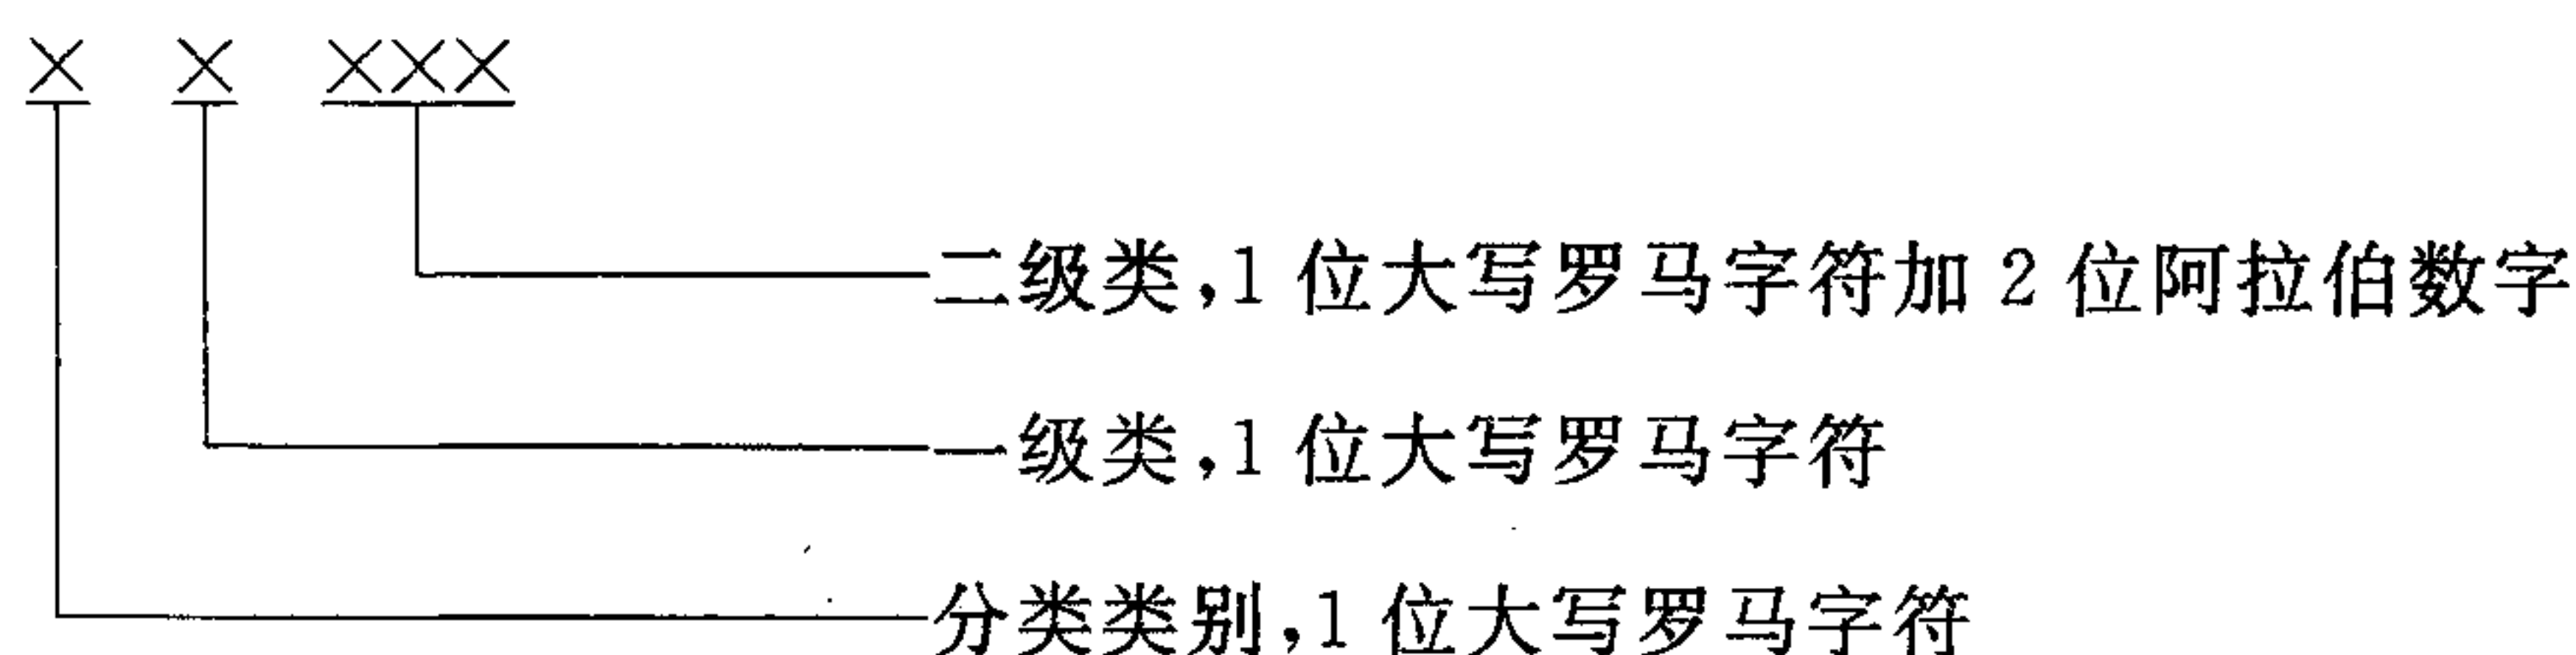 × × ×××
二级类,1 位大写罗马字符加 2 位阿拉伯数字
一级类,1 位大写罗马字符
分类类别,1 位大写罗马字符